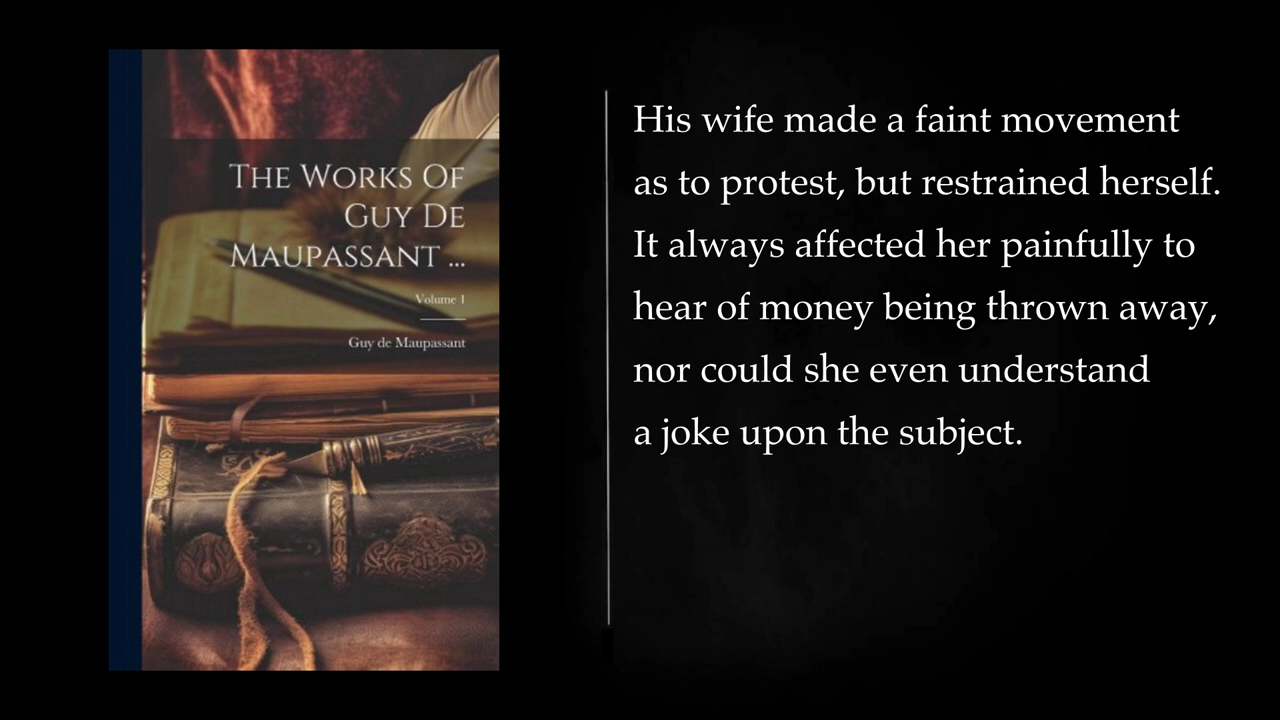 The Works Of
Guy De
Maupassant ...
Volume 1
Guy de Maupassant
His wife made a faint movement
as to protest, but restrained herself.
It always affected her painfully to
hear of money being thrown away,
nor could she even understand
a joke upon the subject.